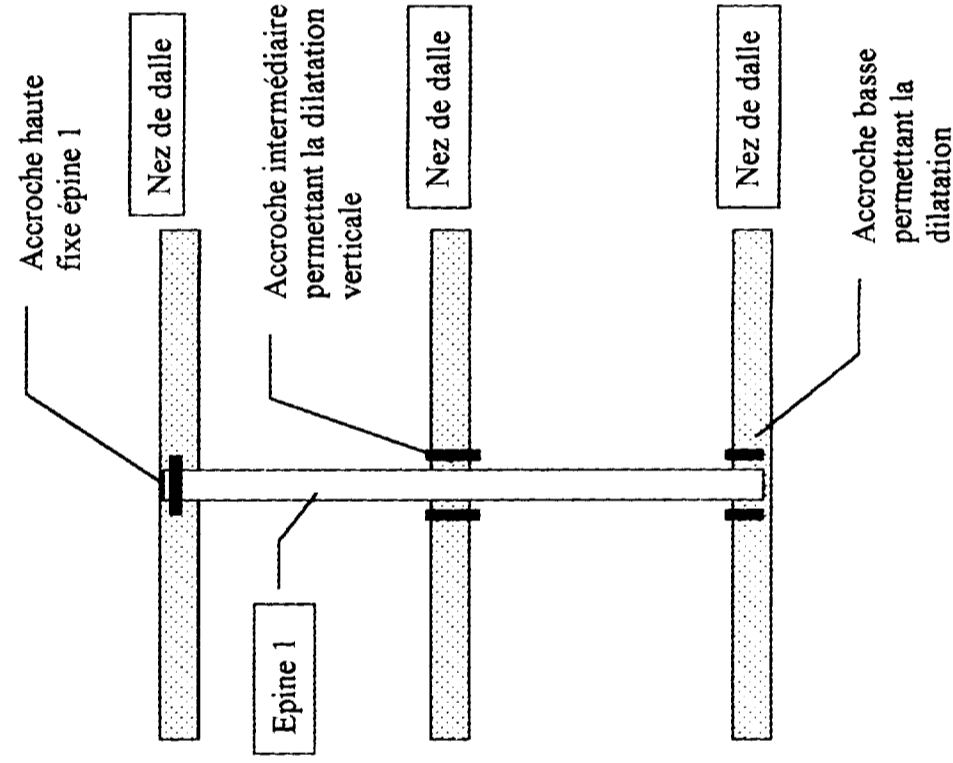 Accroche haute
fixe épine 1
Nez de dalle
Epine 1
Accroche intermédiaire
permettant la dilatation
verticale
Nez de dalle
Nez de dalle
Accroche basse
permettant la
dilatation